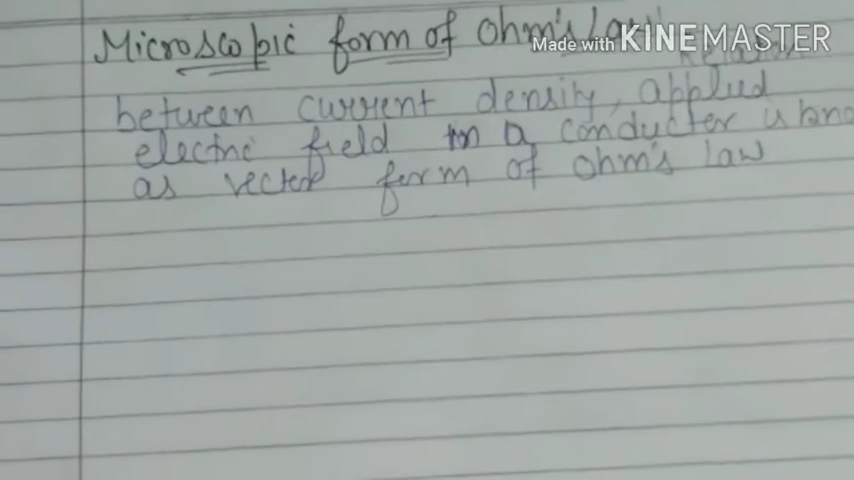 Microscopic form of Ohm's law
Made with KINEMASTER
Relation
between current density, applied
electric field in a conductor is
as vector form of Ohm's law